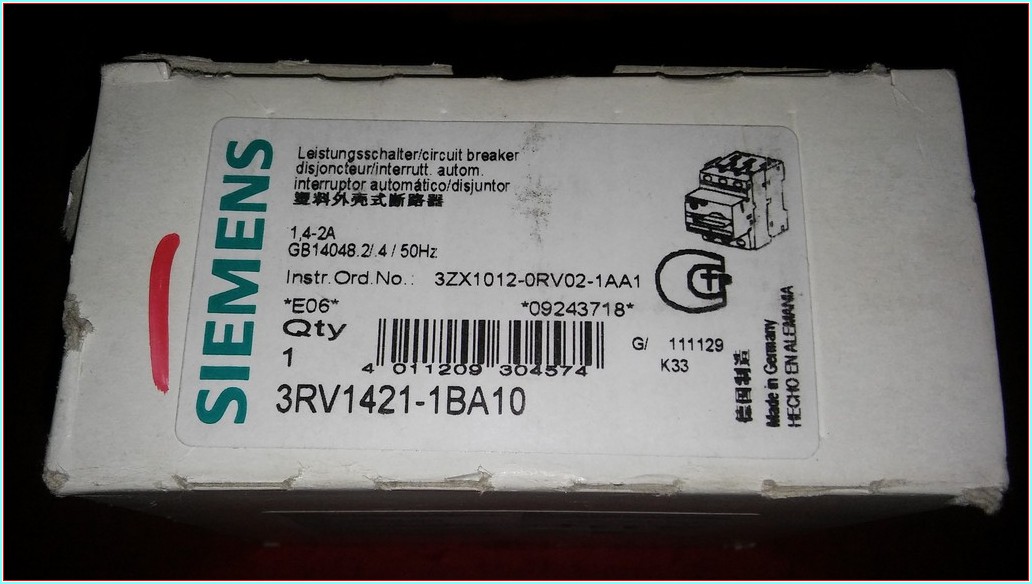 SIEMENS
Leistungsschalter/circuit breaker
disjoncteur/interrutt. autom.
interruptor automático/disjuntor
塑料外壳式断路器
1,4-2A
GB14048.2/.4 / 50Hz
Instr.Ord.No.: 3ZX1012-0RV02-1AA1
*E06* *09243718*
Qty
1
4 011209 304574
G/ 111129
K33
3RV1421-1BA10
德国制造
Made in Germany
HECHO EN ALEMANIA